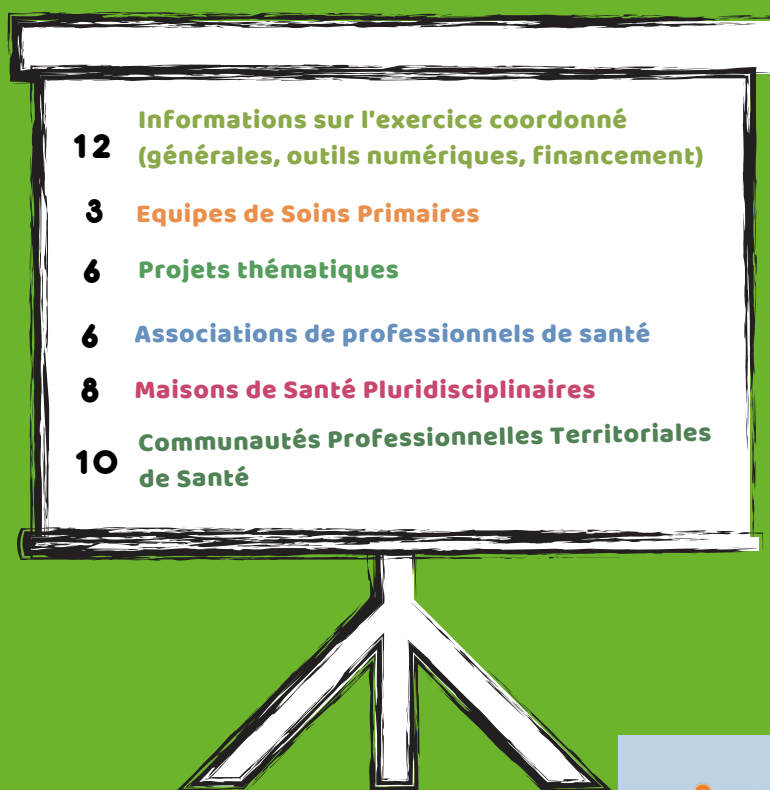 12 Informations sur l'exercice coordonné
(générales, outils numériques, financement)
3 Equipes de Soins Primaires
6 Projets thématiques
6 Associations de professionnels de santé
8 Maisons de Santé Pluridisciplinaires
10 Communautés Professionnelles Territoriales
de Santé